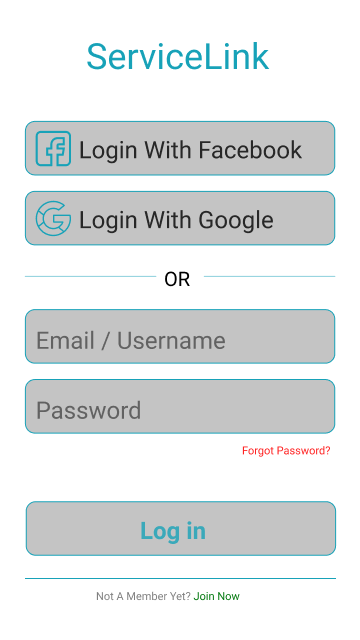 ServiceLink
Login With Facebook
Login With Google
OR
Email / Username
Password
Forgot Password?
Log in
Not A Member Yet? Join Now